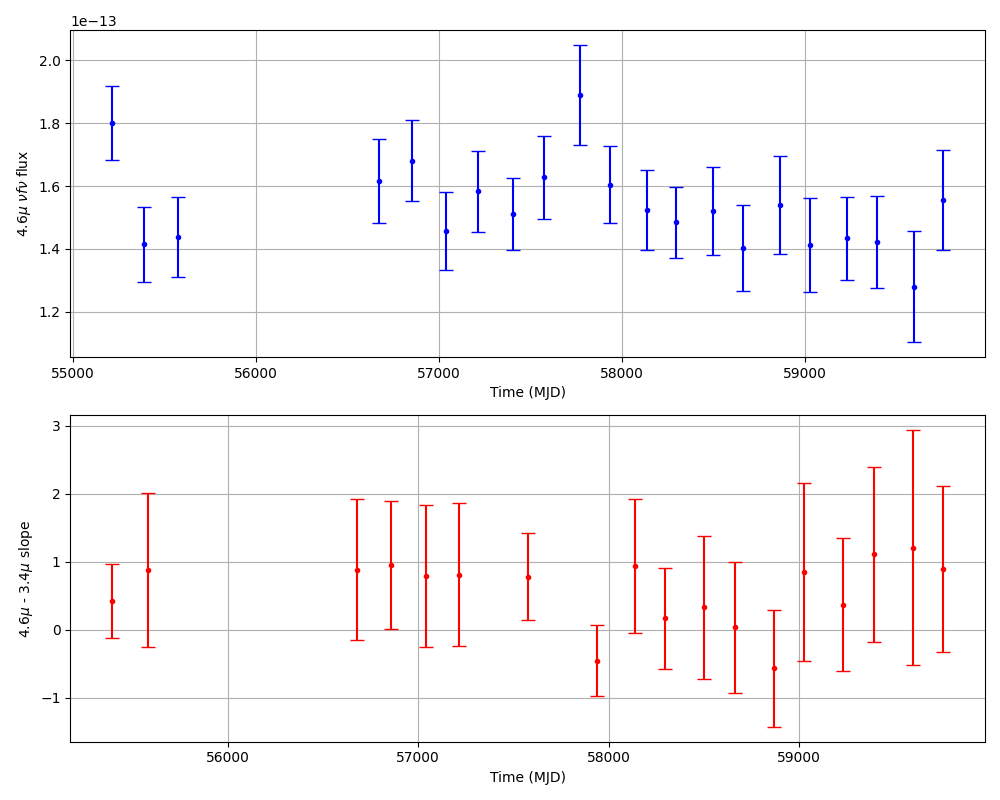 1e−13
2.0
1.8
1.6
1.4
1.2
4.6μ νfν flux
55000 56000 57000 58000 59000
Time (MJD)
3
2
1
0
−1
4.6μ - 3.4μ slope
56000 57000 58000 59000
Time (MJD)